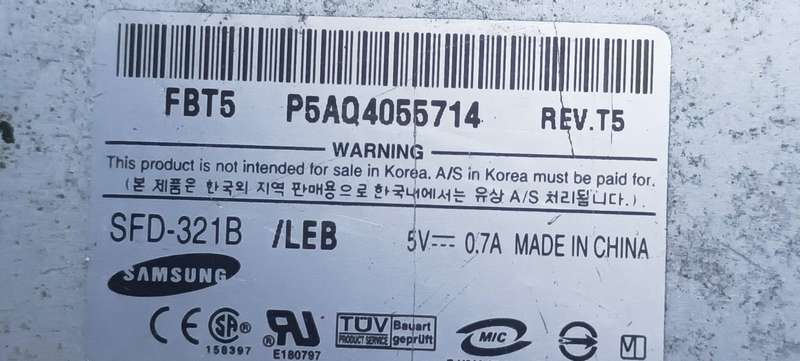 FBT5 P5AQ4055714 REV.T5
WARNING
This product is not intended for sale in Korea. A/S in Korea must be paid for.
(본 제품은 한국외 지역 판매용으로 한국내에서는 유상 A/S 처리됩니다.)
SFD-321B /LEB 5V⎓ 0.7A MADE IN CHINA
SAMSUNG
CE SA ® RU TÜV Bauart geprüft MIC
158397 E180797 PRODUCT SERVICE